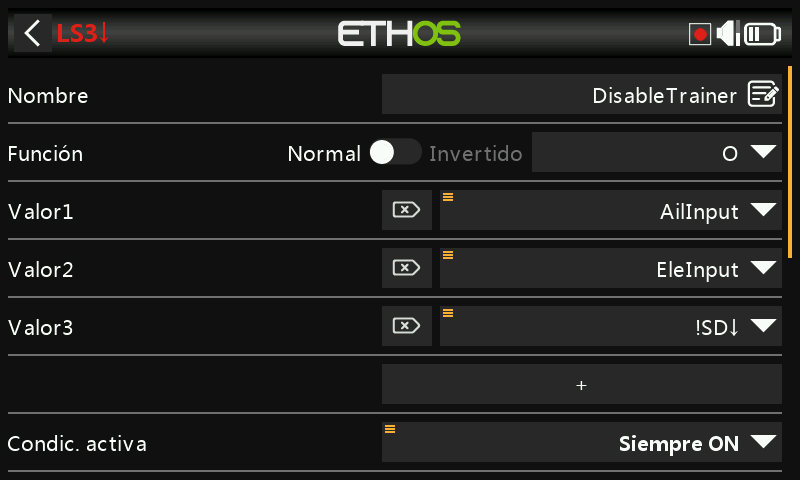 LS3↓ ETHOS
Nombre DisableTrainer
Función Normal Invertido O
Valor1 AilInput
Valor2 EleInput
Valor3 !SD↓
+
Condic. activa Siempre ON